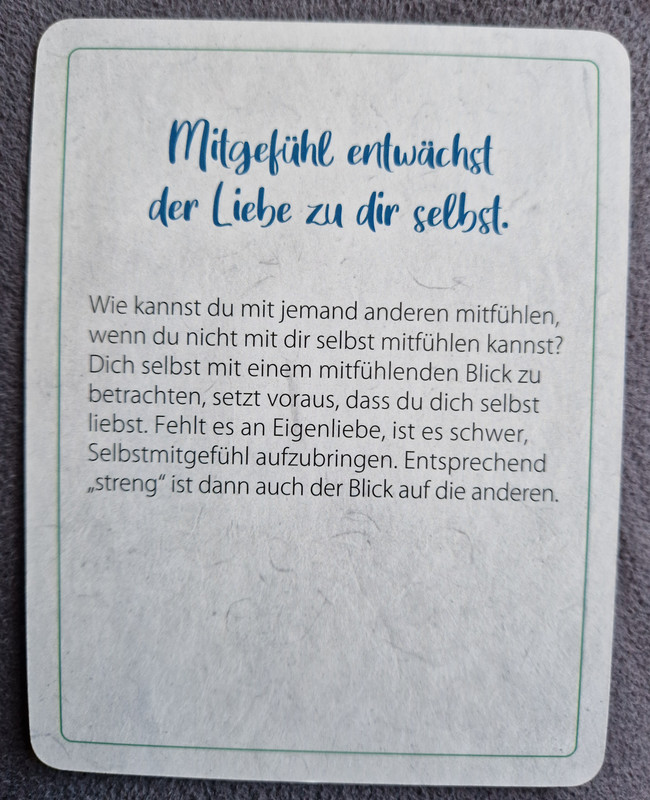 Mitgefühl entwächst
der Liebe zu dir selbst.
Wie kannst du mit jemand anderen mitfühlen,
wenn du nicht mit dir selbst mitfühlen kannst?
Dich selbst mit einem mitfühlenden Blick zu
betrachten, setzt voraus, dass du dich selbst
liebst. Fehlt es an Eigenliebe, ist es schwer,
Selbstmitgefühl aufzubringen. Entsprechend
„streng“ ist dann auch der Blick auf die anderen.